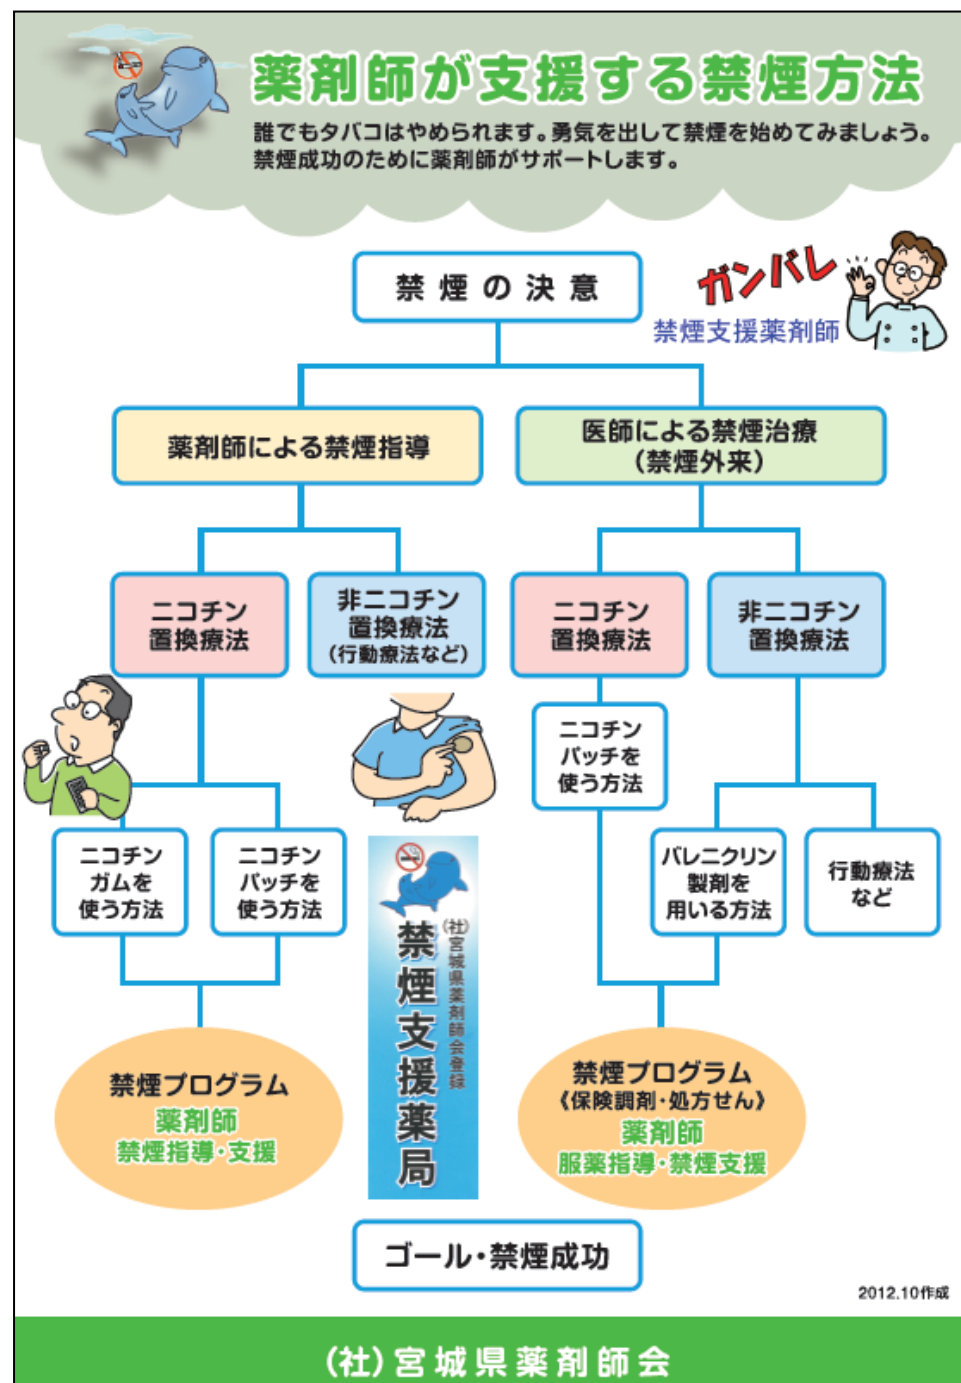 薬剤師が支援する禁煙方法
誰でもタバコはやめられます。勇気を出して禁煙を始めてみましょう。
禁煙成功のために薬剤師がサポートします。
禁煙の決意
ガンバレ
禁煙支援薬剤師
薬剤師による禁煙指導
医師による禁煙治療
(禁煙外来)
ニコチン
置換療法
非ニコチン
置換療法
(行動療法など)
ニコチン
置換療法
非ニコチン
置換療法
ニコチン
パッチを
使う方法
ニコチン
ガムを
使う方法
ニコチン
パッチを
使う方法
バレニクリン
製剤を
用いる方法
行動療法
など
(社)宮城県薬剤師会登録
禁煙支援薬局
禁煙プログラム
薬剤師
禁煙指導・支援
禁煙プログラム
《保険調剤・処方せん》
薬剤師
服薬指導・禁煙支援
ゴール・禁煙成功
2012.10作成
(社)宮城県薬剤師会